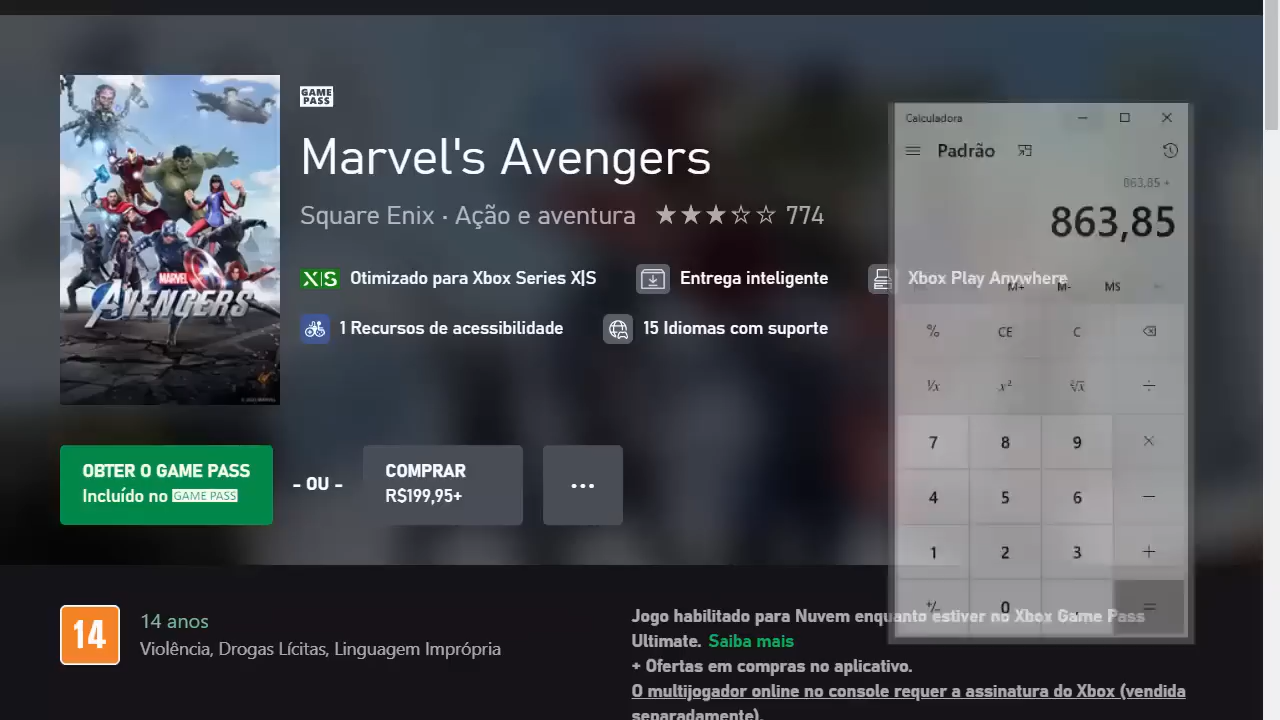 GAME
PASS
Marvel's Avengers
Square Enix · Ação e aventura ★★★☆☆ 774
X|S Otimizado para Xbox Series X|S
Entrega inteligente
Xbox Play Anywhere
1 Recursos de acessibilidade
15 Idiomas com suporte
MARVEL
AVENGERS
OBTER O GAME PASS
Incluído no GAME PASS
- OU -
COMPRAR
R$199,95+
...
14
14 anos
Violência, Drogas Lícitas, Linguagem Imprópria
Jogo habilitado para Nuvem enquanto estiver no Xbox Game Pass
Ultimate. Saiba mais
+ Ofertas em compras no aplicativo.
O multijogador online no console requer a assinatura do Xbox (vendida
separadamente).
Calculadora
Padrão
863,85 +
863,85
M+ M- MS
% CE C
⅟x x² ²√x ÷
7 8 9 ×
4 5 6 −
1 2 3 +
+/- 0 , =